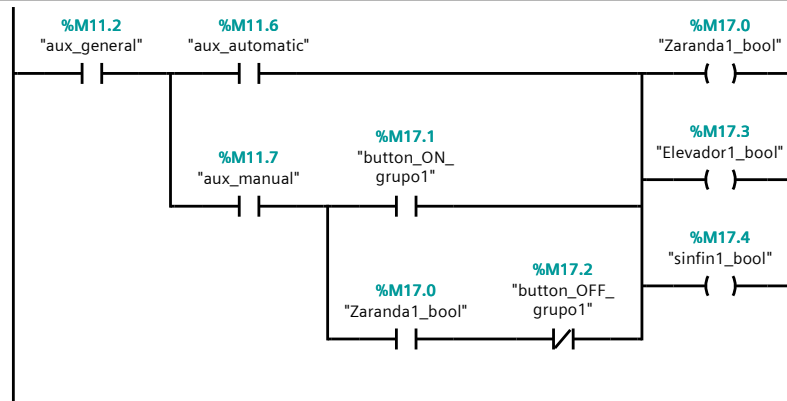 %M11.2
"aux_general"
%M11.6
"aux_automatic"
%M17.0
"Zaranda1_bool"
%M17.3
"Elevador1_bool"
%M11.7
"aux_manual"
%M17.1
"button_ON_
grupo1"
%M17.4
"sinfin1_bool"
%M17.0
"Zaranda1_bool"
%M17.2
"button_OFF_
grupo1"